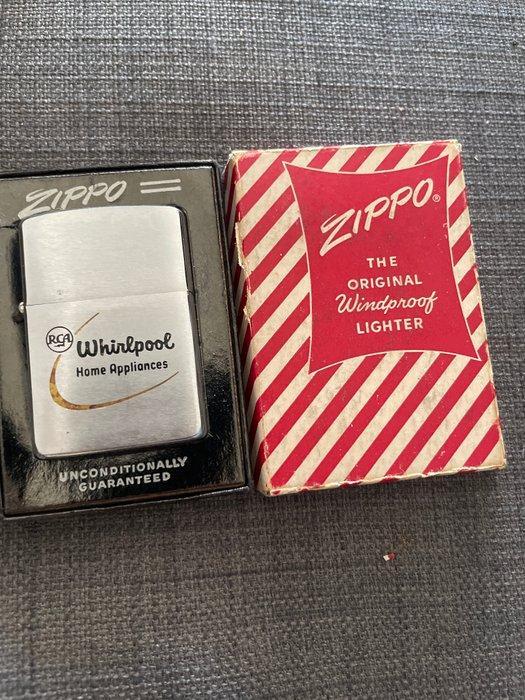 ZIPPO
RCA
Whirlpool
Home Appliances
UNCONDITIONALLY
GUARANTEED
ZIPPO®
THE
ORIGINAL
Windproof
LIGHTER